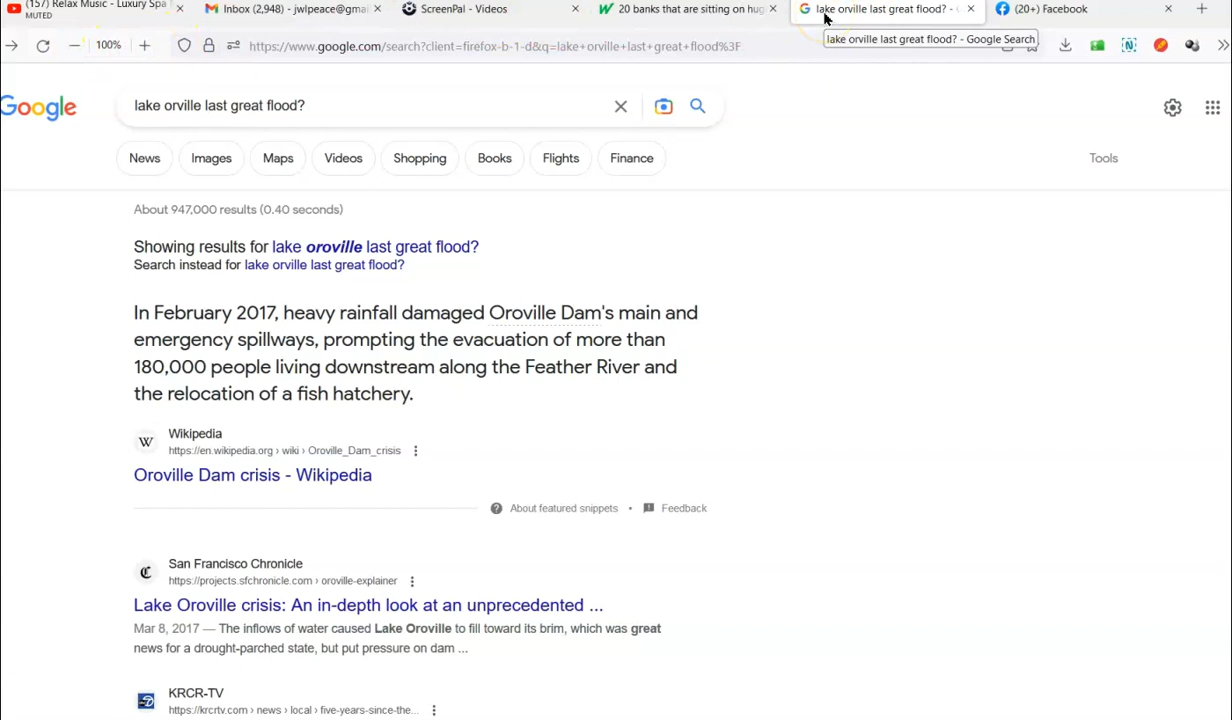 (157) Relax Music - Luxury Spa
MUTED
Inbox (2,948) - jwlpeace@gmai
ScreenPal - Videos
20 banks that are sitting on hug
lake orville last great flood? - G
(20+) Facebook
100%
https://www.google.com/search?client=firefox-b-1-d&q=lake+orville+last+great+flood%3F
lake orville last great flood? - Google Search
Google
lake orville last great flood?
News
Images
Maps
Videos
Shopping
Books
Flights
Finance
Tools
About 947,000 results (0.40 seconds)
Showing results for lake oroville last great flood?
Search instead for lake orville last great flood?
In February 2017, heavy rainfall damaged Oroville Dam's main and
emergency spillways, prompting the evacuation of more than
180,000 people living downstream along the Feather River and
the relocation of a fish hatchery.
W
Wikipedia
https://en.wikipedia.org › wiki › Oroville_Dam_crisis
Oroville Dam crisis - Wikipedia
About featured snippets • Feedback
San Francisco Chronicle
https://projects.sfchronicle.com › oroville-explainer
Lake Oroville crisis: An in-depth look at an unprecedented ...
Mar 8, 2017 — The inflows of water caused Lake Oroville to fill toward its brim, which was great
news for a drought-parched state, but put pressure on dam ...
KRCR-TV
https://krcrtv.com › news › local › five-years-since-the...